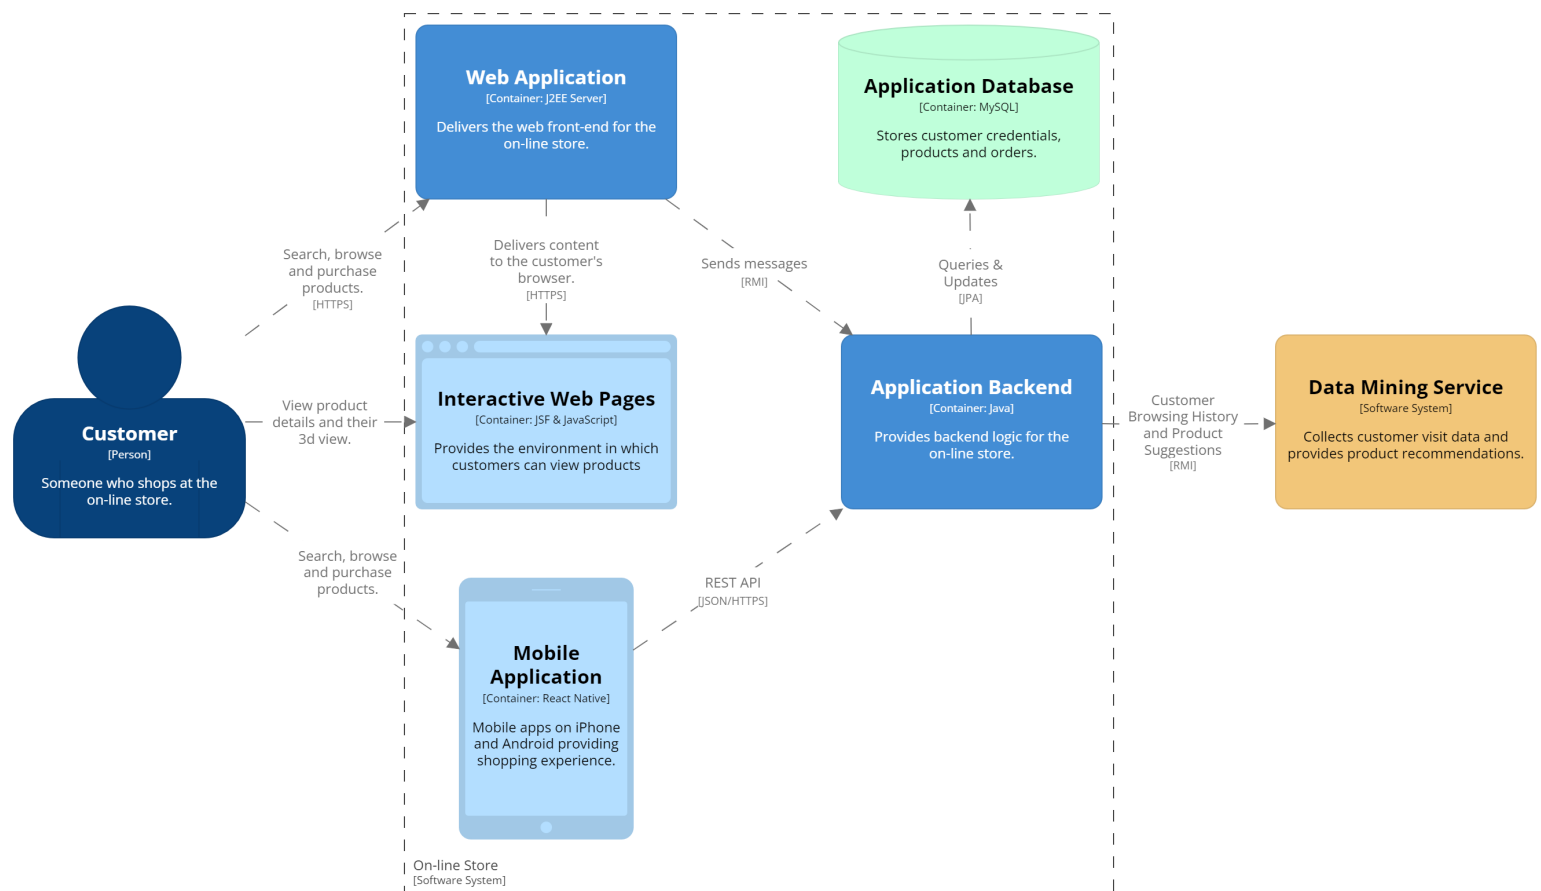 Web Application
[Container: J2EE Server]
Delivers the web front-end for the
on-line store.
Application Database
[Container: MySQL]
Stores customer credentials,
products and orders.
Search, browse
and purchase
products.
[HTTPS]
Delivers content
to the customer's
browser.
[HTTPS]
Sends messages
[RMI]
Queries &
Updates
[JPA]
Customer
[Person]
Someone who shops at the
on-line store.
View product
details and their
3d view.
Interactive Web Pages
[Container: JSF & JavaScript]
Provides the environment in which
customers can view products
Application Backend
[Container: Java]
Provides backend logic for the
on-line store.
Customer
Browsing History
and Product
Suggestions
[RMI]
Data Mining Service
[Software System]
Collects customer visit data and
provides product recommendations.
Search, browse
and purchase
products.
REST API
[JSON/HTTPS]
Mobile
Application
[Container: React Native]
Mobile apps on iPhone
and Android providing
shopping experience.
On-line Store
[Software System]